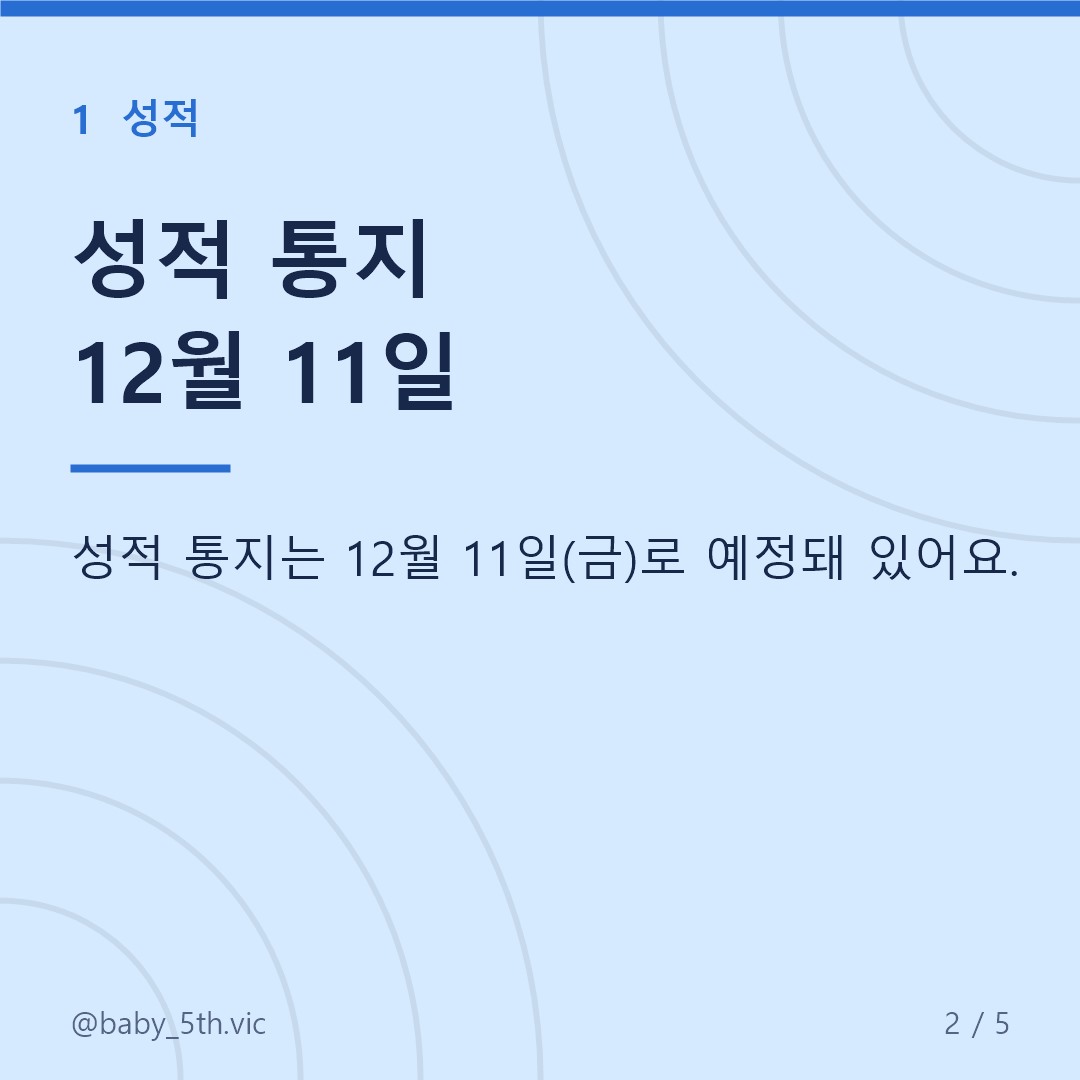 1 성적
성적 통지
12월 11일
성적 통지는 12월 11일(금)로 예정돼 있어요.
@baby_5th.vic
2 / 5